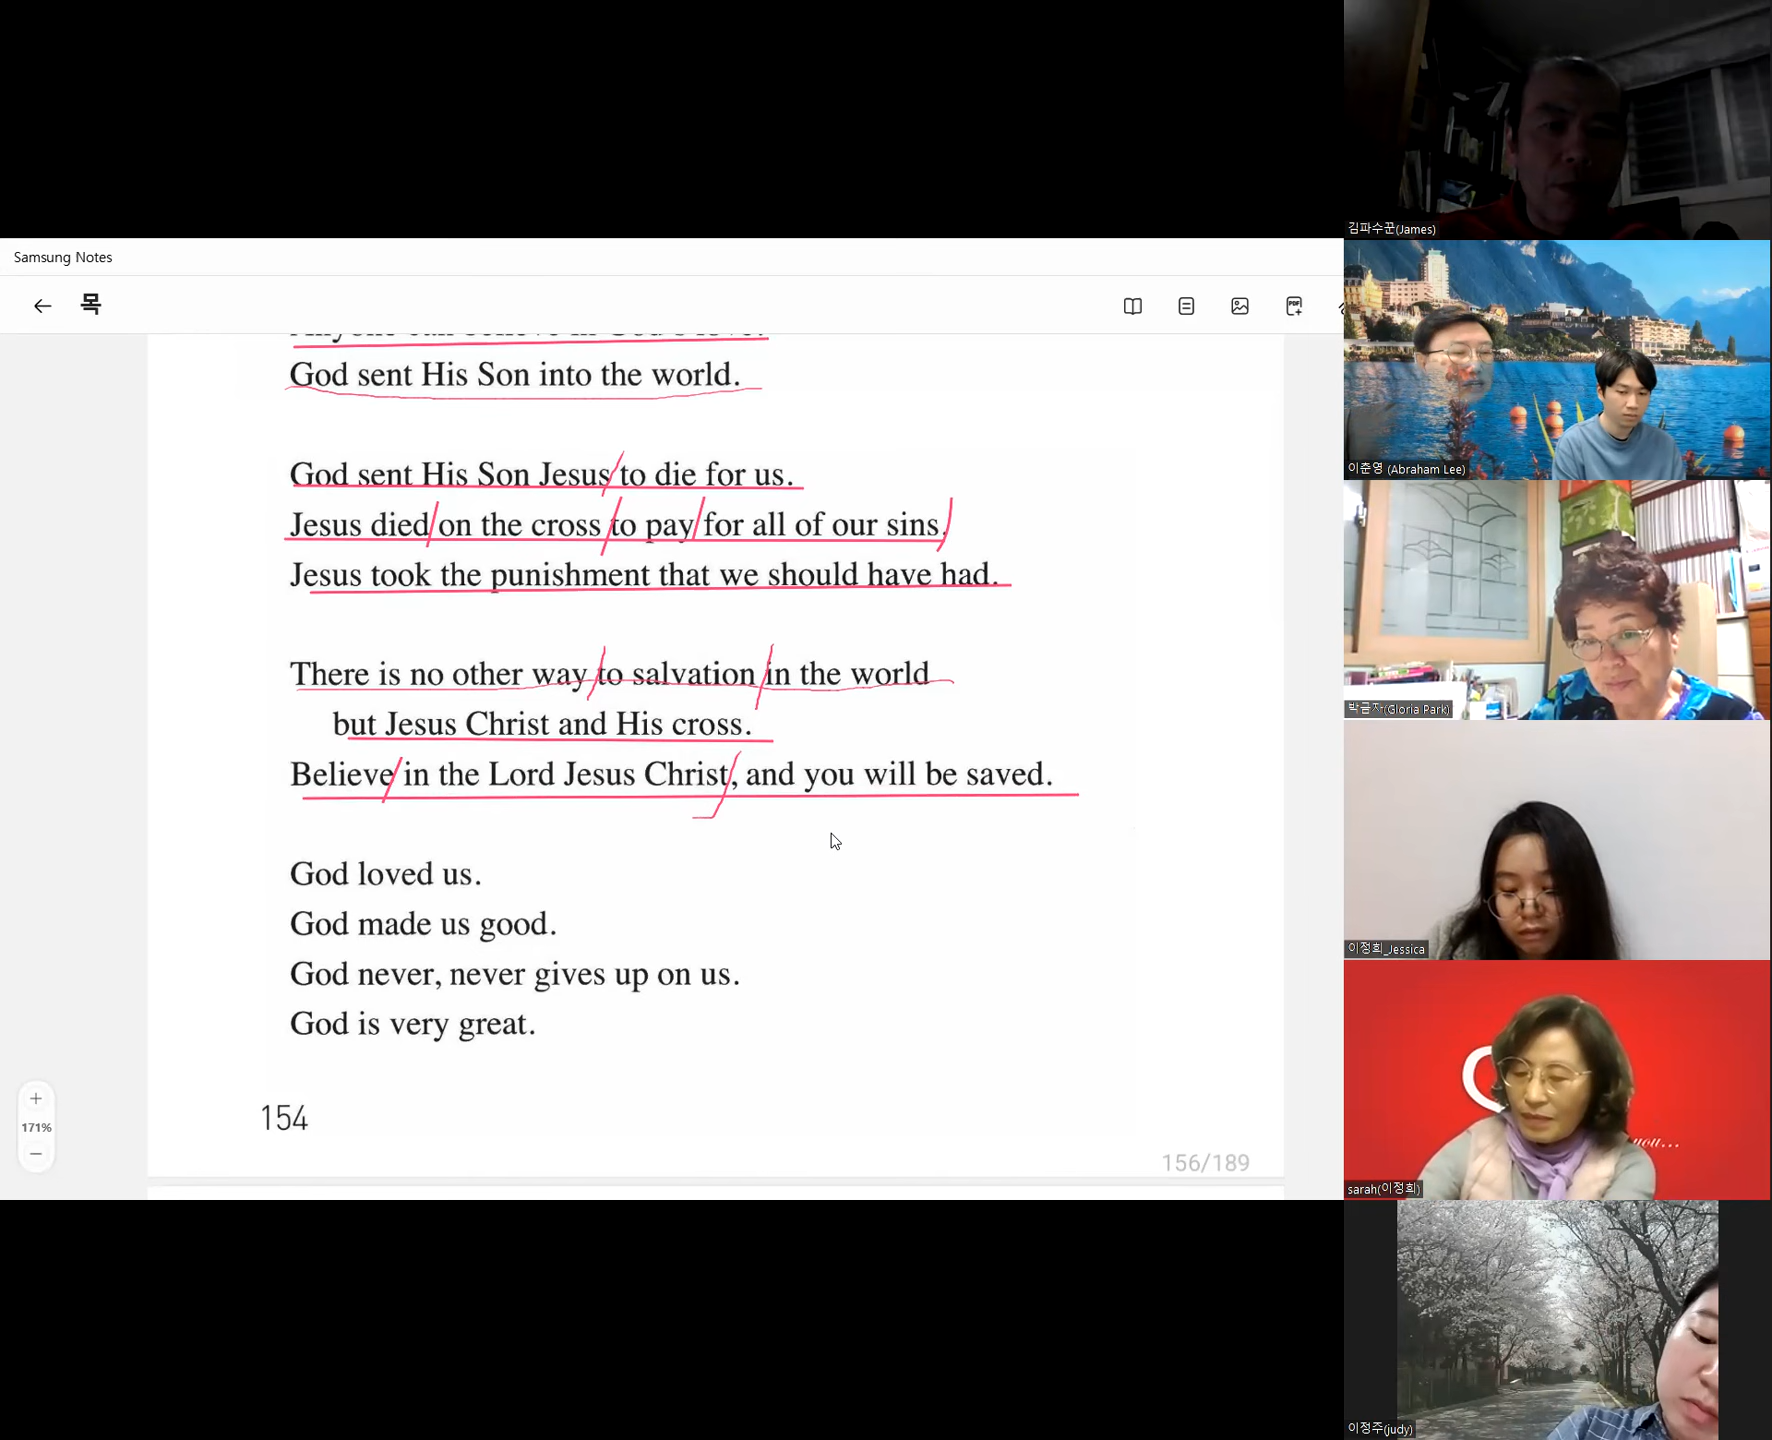 김파수꾼(James)
Samsung Notes
목
God sent His Son into the world.
God sent His Son Jesus to die for us.
Jesus died on the cross to pay for all of our sins.
Jesus took the punishment that we should have had.
There is no other way to salvation in the world
but Jesus Christ and His cross.
Believe in the Lord Jesus Christ, and you will be saved.
God loved us.
God made us good.
God never, never gives up on us.
God is very great.
154
156/189
171%
이춘영 (Abraham Lee)
박금자(Gloria Park)
이정희_Jessica
you...
sarah(이정희)
이정주(judy)